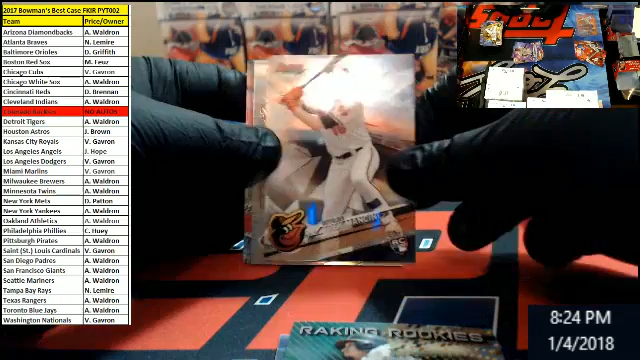 2017 Bowman's Best Case FKIR PYT002
Team Price/Owner
Arizona Diamondbacks A. Waldron
Atlanta Braves N. Lemire
Baltimore Orioles D. Griffith
Boston Red Sox M. Feuz
Chicago Cubs V. Gavron
Chicago White Sox A. Waldron
Cincinnati Reds D. Brennan
Cleveland Indians A. Waldron
Colorado Rockies NO AUTOS
Detroit Tigers A. Waldron
Houston Astros J. Brown
Kansas City Royals V. Gavron
Los Angeles Angels J. Hope
Los Angeles Dodgers V. Gavron
Miami Marlins V. Gavron
Milwaukee Brewers A. Waldron
Minnesota Twins A. Waldron
New York Mets D. Patton
New York Yankees A. Waldron
Oakland Athletics A. Waldron
Philadelphia Phillies C. Huey
Pittsburgh Pirates A. Waldron
Saint (St.) Louis Cardinals V. Gavron
San Diego Padres A. Waldron
San Francisco Giants A. Waldron
Seattle Mariners A. Waldron
Tampa Bay Rays N. Lemire
Texas Rangers A. Waldron
Toronto Blue Jays A. Waldron
Washington Nationals V. Gavron
RAKING ROOKIES
8:24 PM
1/4/2018